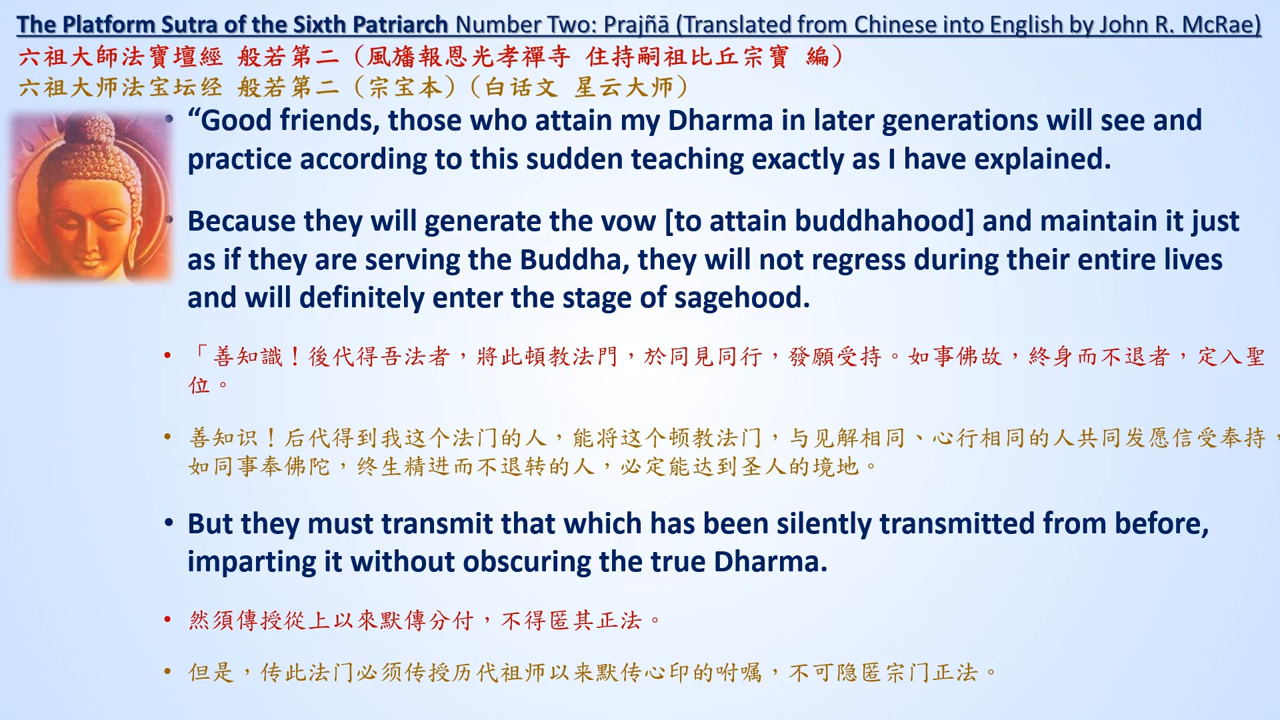 The Platform Sutra of the Sixth Patriarch Number Two: Prajñā (Translated from Chinese into English by John R. McRae)
六祖大師法寶壇經 般若第二（風旛報恩光孝禪寺 住持嗣祖比丘宗寶 編）
六祖大师法宝坛经 般若第二（宗宝本）（白话文 星云大师）
• “Good friends, those who attain my Dharma in later generations will see and
practice according to this sudden teaching exactly as I have explained.
• Because they will generate the vow [to attain buddhahood] and maintain it just
as if they are serving the Buddha, they will not regress during their entire lives
and will definitely enter the stage of sagehood.
• 「善知識！後代得吾法者，將此頓教法門，於同見同行，發願受持。如事佛故，終身而不退者，定入聖
位。
• 善知识！后代得到我这个法门的人，能将这个顿教法门，与见解相同、心行相同的人共同发愿信受奉持，
如同事奉佛陀，终生精进而不退转的人，必定能达到圣人的境地。
• But they must transmit that which has been silently transmitted from before,
imparting it without obscuring the true Dharma.
• 然須傳授從上以來默傳分付，不得匿其正法。
• 但是，传此法门必须传授历代祖师以来默传心印的咐嘱，不可隐匿宗门正法。